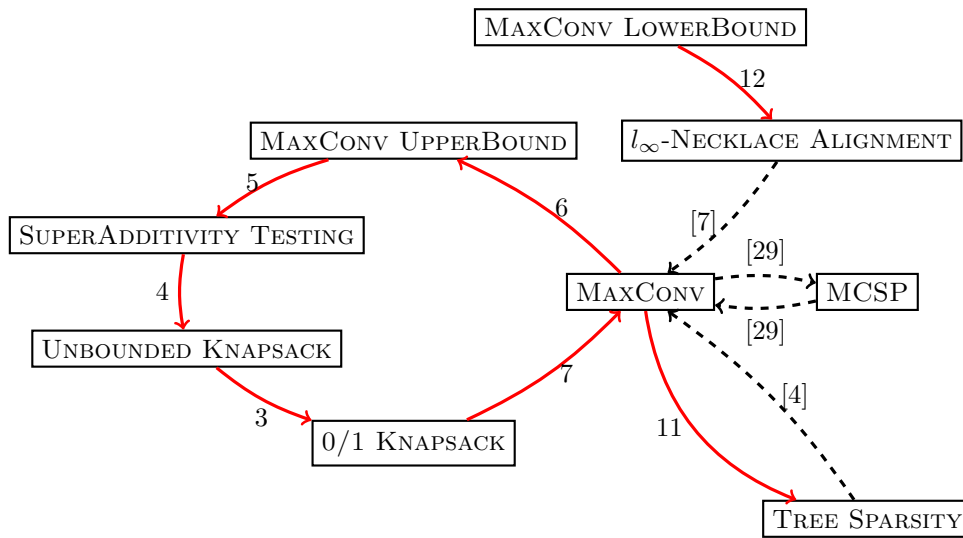 MaxConv LowerBound
12
MaxConv UpperBound
l∞-Necklace Alignment
5
6
[7]
SuperAdditivity Testing
[29]
4
MaxConv
MCSP
[29]
Unbounded Knapsack
7
[4]
3
0/1 Knapsack
11
Tree Sparsity